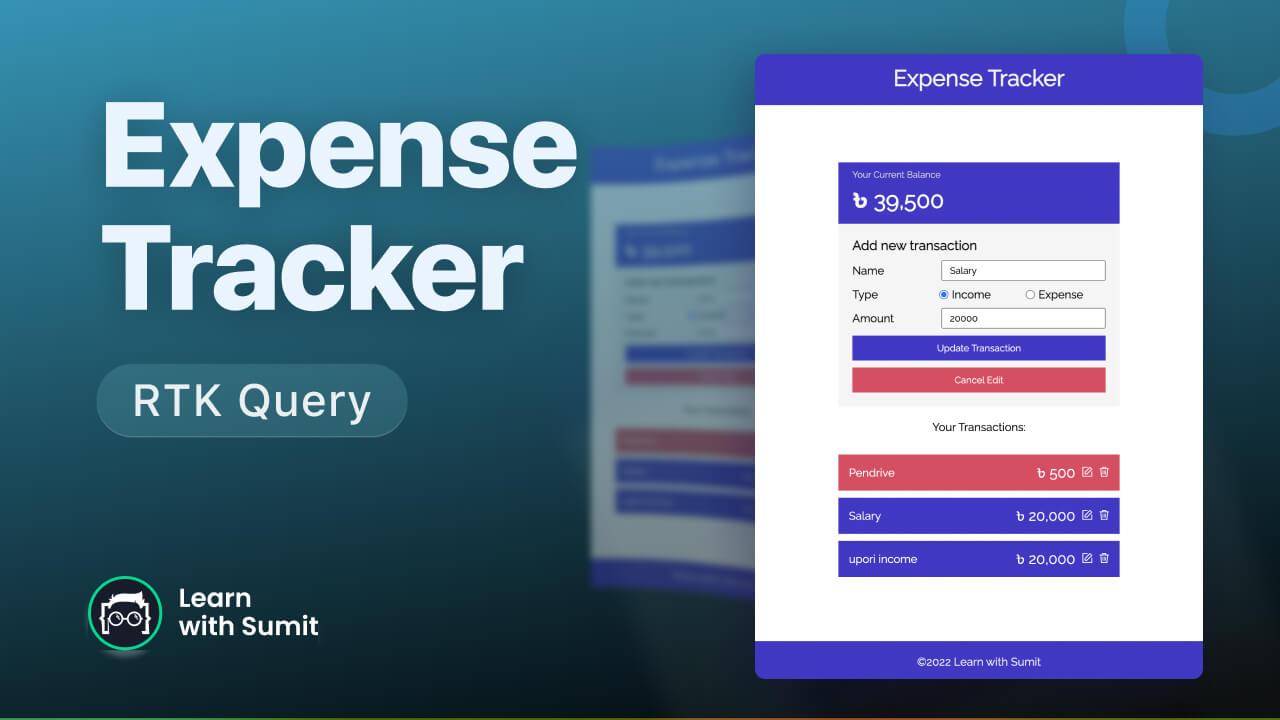 Expense
Tracker
RTK Query
Learn
with Sumit
Expense Tracker
Your Current Balance
৳ 39,500
Add new transaction
Name Salary
Type Income Expense
Amount 20000
Update Transaction
Cancel Edit
Your Transactions:
Pendrive ৳ 500
Salary ৳ 20,000
upori income ৳ 20,000
©2022 Learn with Sumit